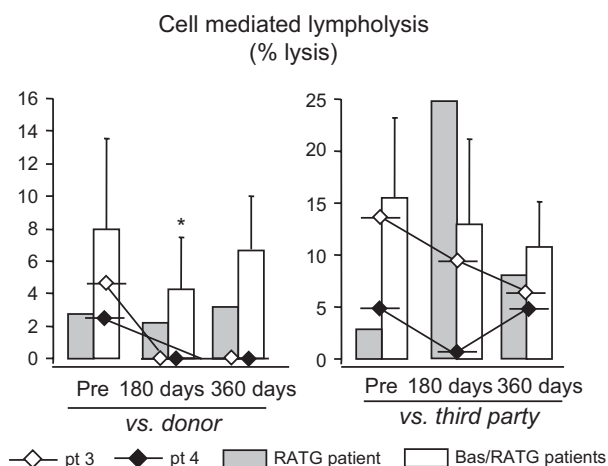 Cell mediated lympholysis
(% lysis)
16
14
12
10
8
6
4
2
0
*
Pre 180 days 360 days
vs. donor
25
20
15
10
5
0
Pre 180 days 360 days
vs. third party
pt 3 pt 4 RATG patient Bas/RATG patients